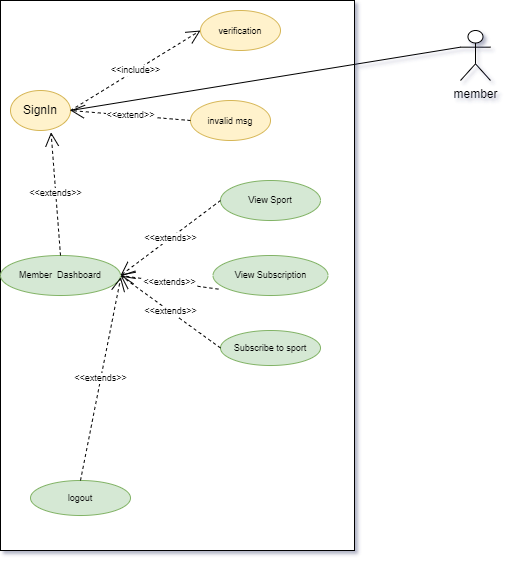 verification
<<include>>
member
SignIn
<<extend>>
invalid msg
<<extends>>
View Sport
<<extends>>
Member  Dashboard
<<extends>>
View Subscription
<<extends>>
Subscribe to sport
<<extends>>
logout